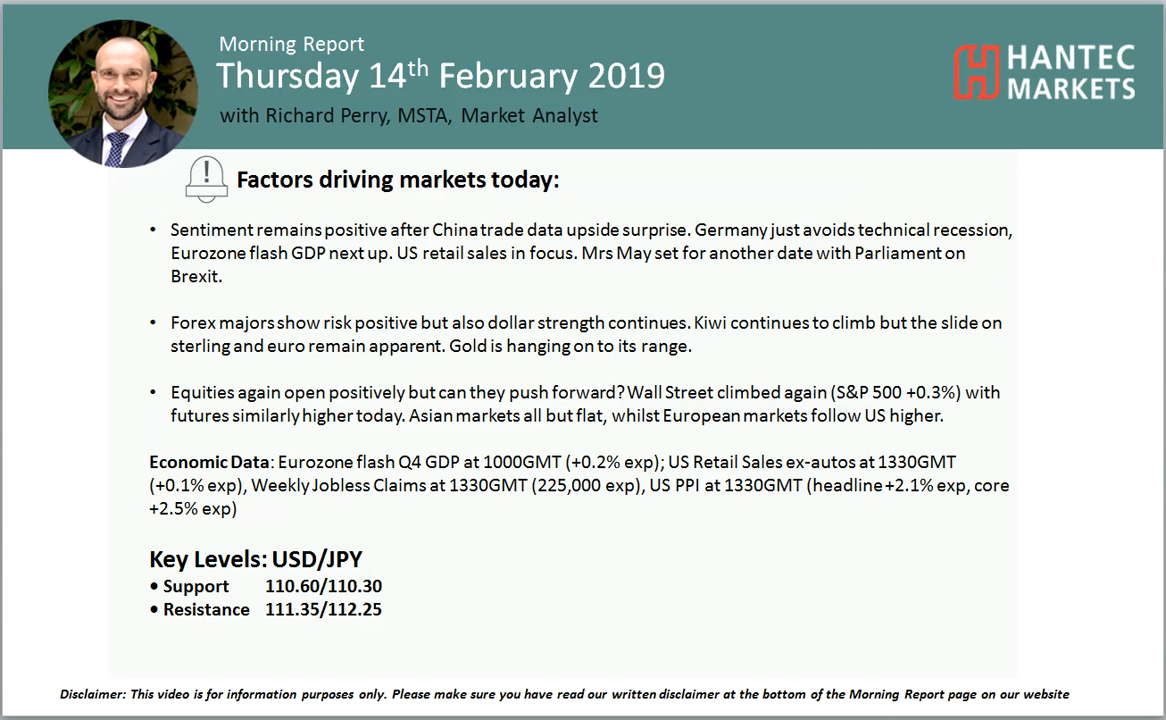 Morning Report
Thursday 14th February 2019
with Richard Perry, MSTA, Market Analyst
HANTEC
MARKETS
Factors driving markets today:
• Sentiment remains positive after China trade data upside surprise. Germany just avoids technical recession,
Eurozone flash GDP next up. US retail sales in focus. Mrs May set for another date with Parliament on
Brexit.
• Forex majors show risk positive but also dollar strength continues. Kiwi continues to climb but the slide on
sterling and euro remain apparent. Gold is hanging on to its range.
• Equities again open positively but can they push forward? Wall Street climbed again (S&P 500 +0.3%) with
futures similarly higher today. Asian markets all but flat, whilst European markets follow US higher.
Economic Data: Eurozone flash Q4 GDP at 1000GMT (+0.2% exp); US Retail Sales ex-autos at 1330GMT
(+0.1% exp), Weekly Jobless Claims at 1330GMT (225,000 exp), US PPI at 1330GMT (headline +2.1% exp, core
+2.5% exp)
Key Levels: USD/JPY
• Support 110.60/110.30
• Resistance 111.35/112.25
Disclaimer: This video is for information purposes only. Please make sure you have read our written disclaimer at the bottom of the Morning Report page on our website